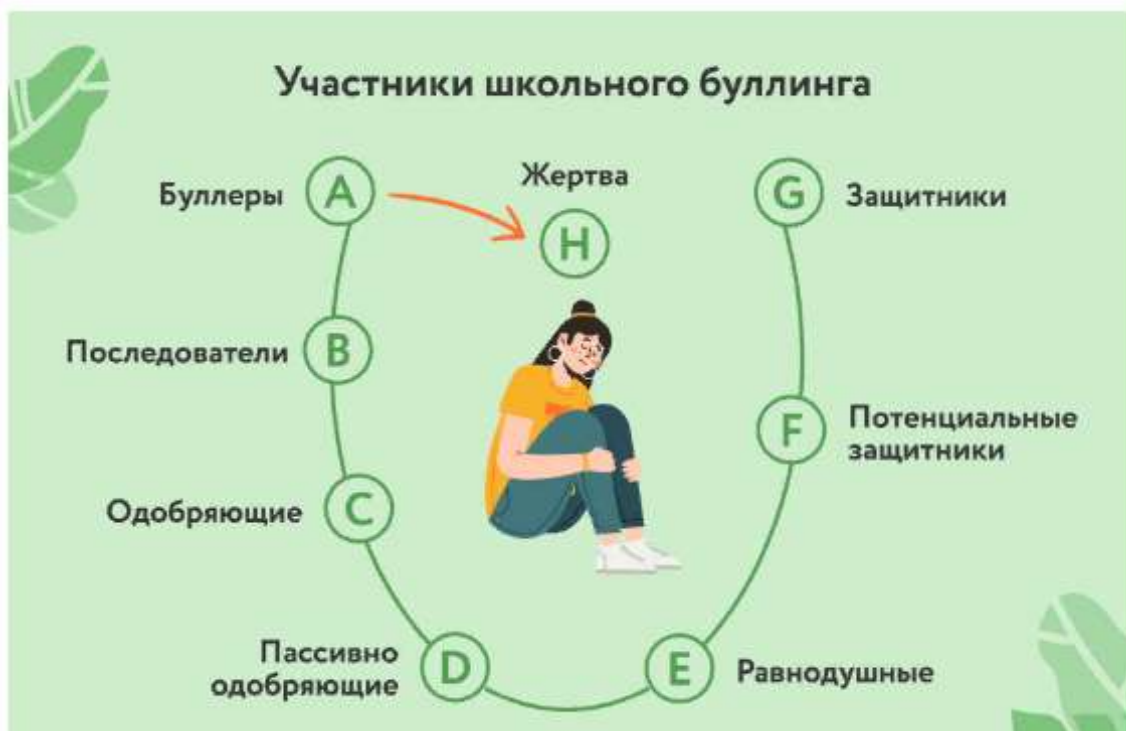 Участники школьного буллинга
Буллеры
A
Жертва
H
G
Защитники
Последователи
B
F
Потенциальные
защитники
Одобряющие
C
Пассивно
одобряющие
D
E
Равнодушные